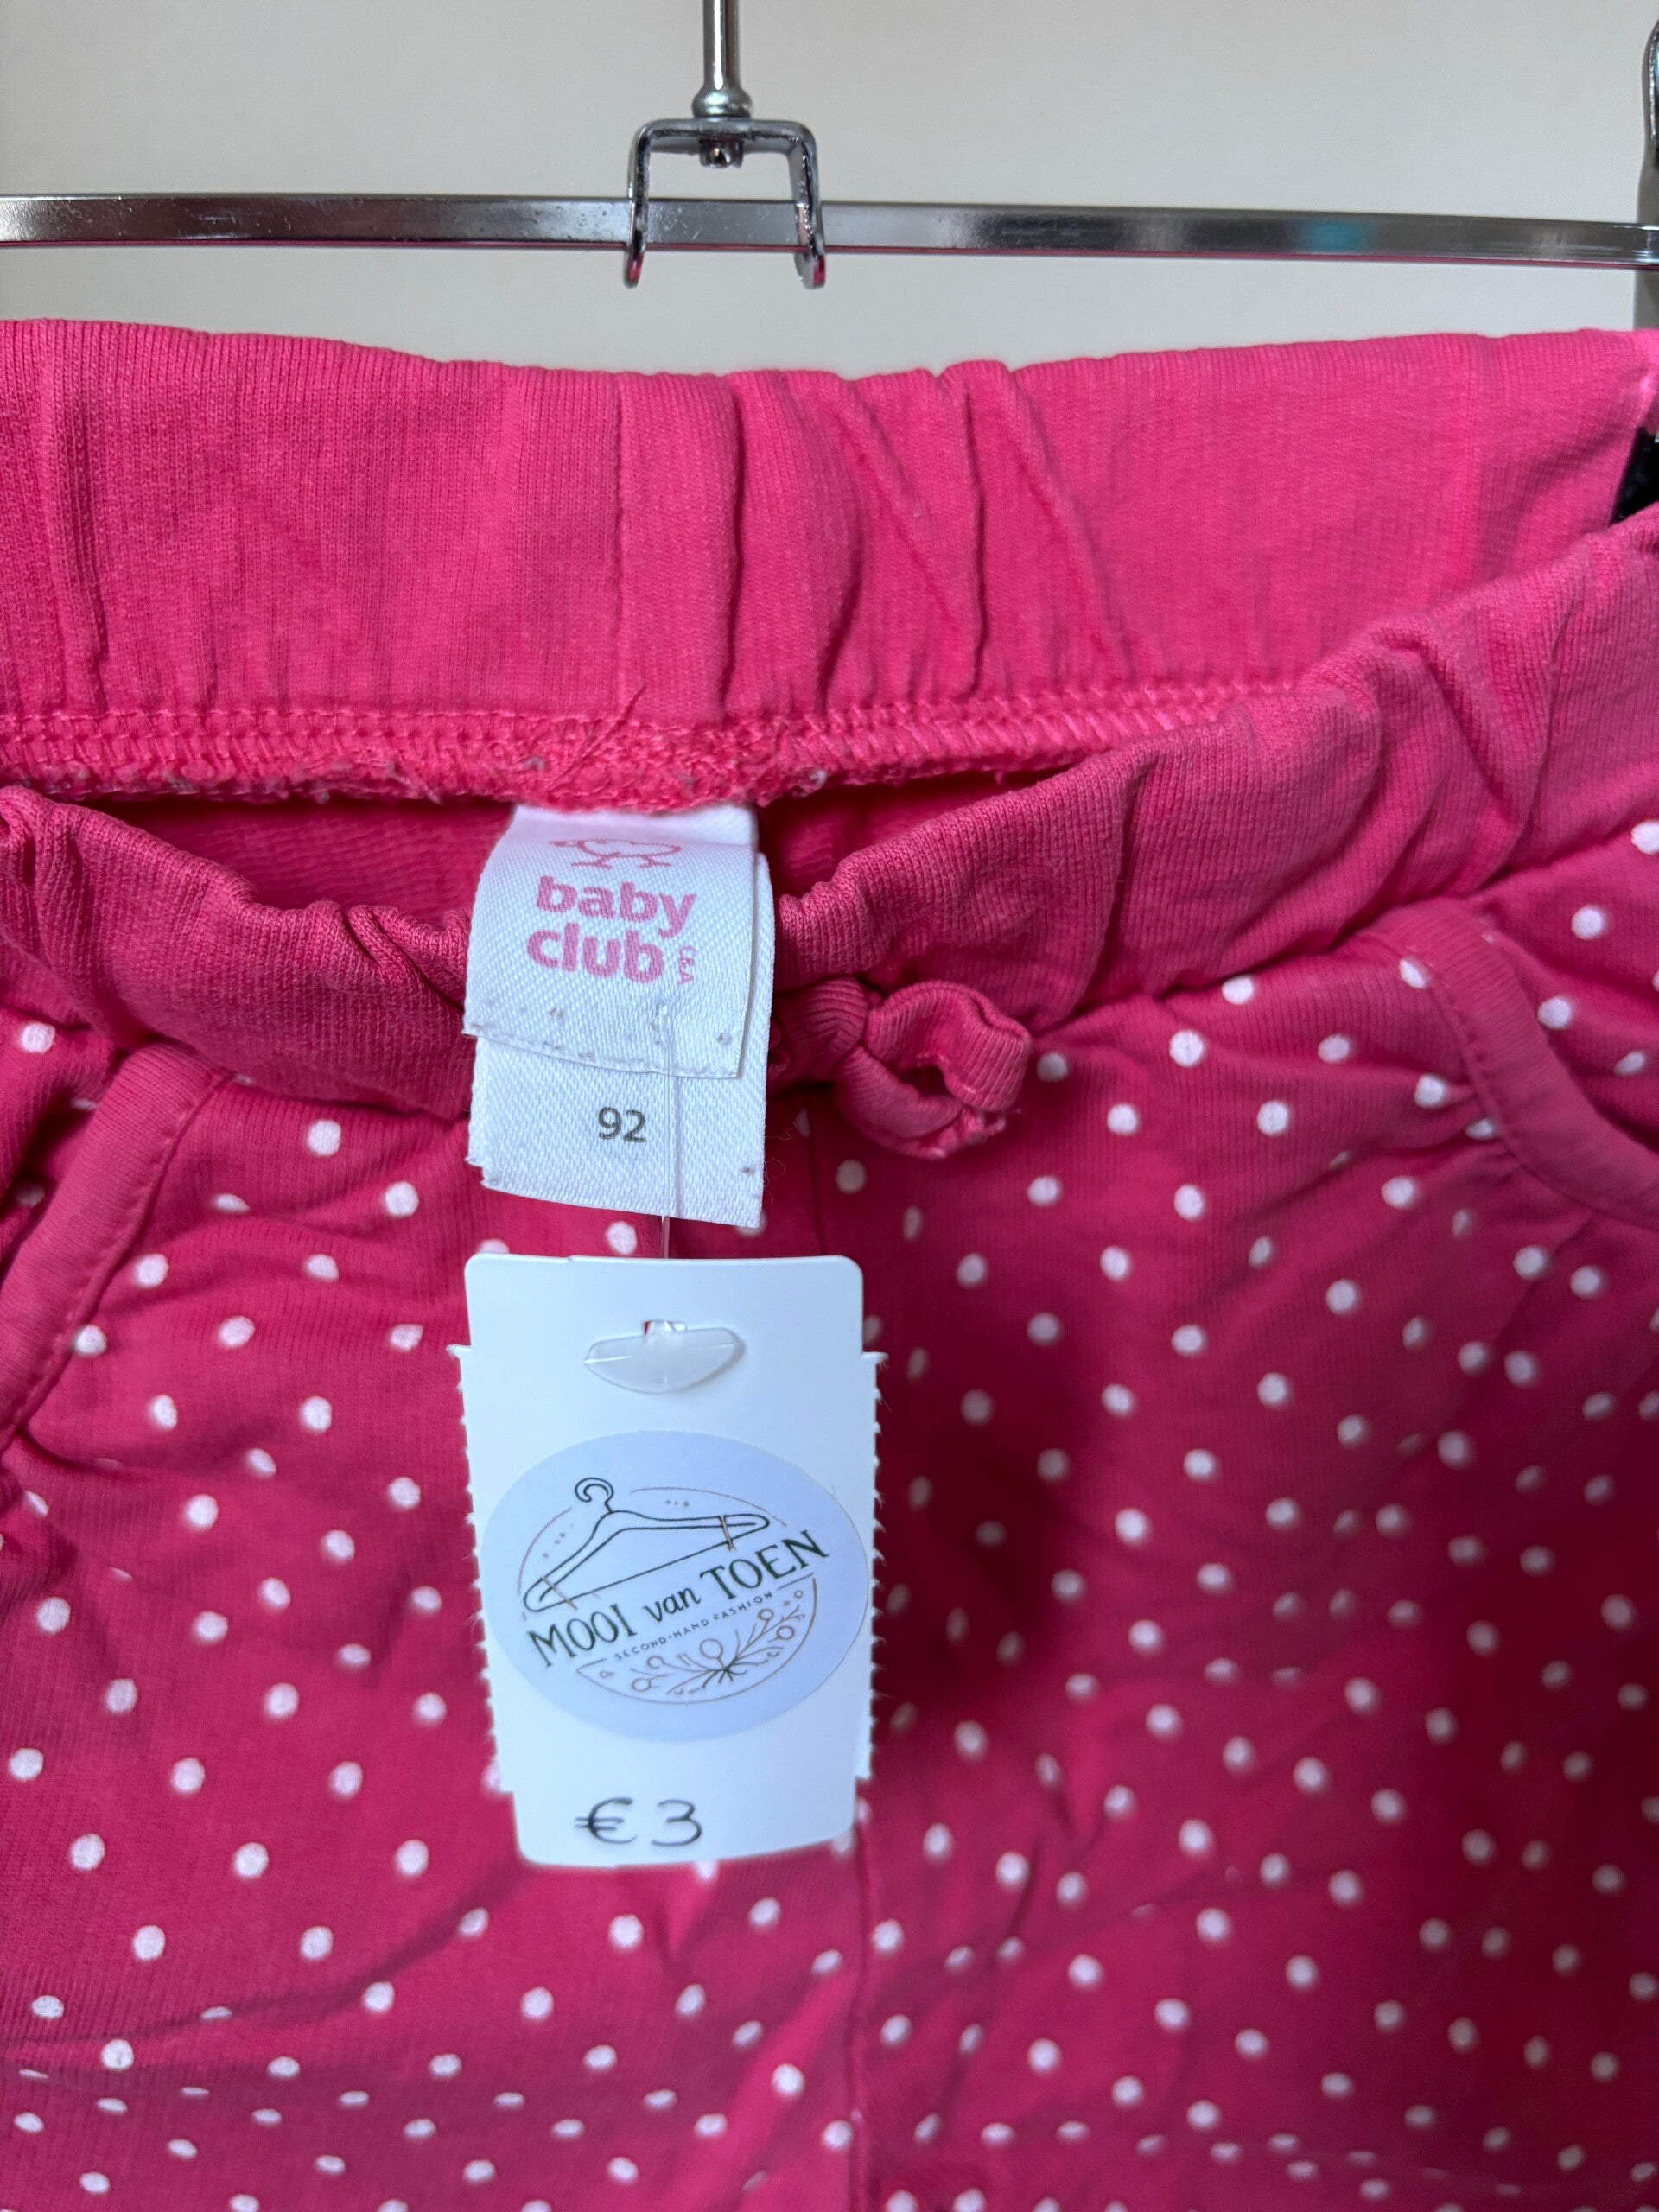 baby
club
C&A
92
MOOI van TOEN
SECOND-HAND FASHION
€3